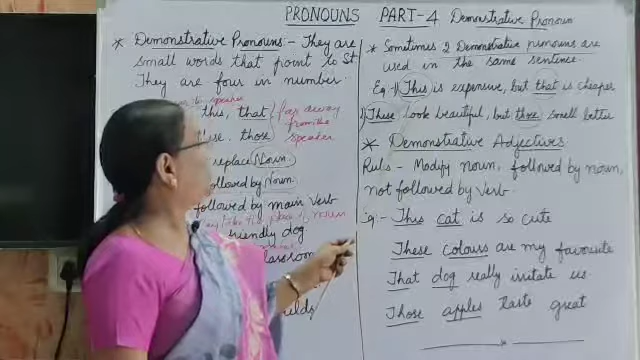 PRONOUNS PART-4 Demonstrative Pronoun
* Demonstrative Pronouns:- They are
small words that point to St
They are four in number.
to speaker
this, that far away
from the
those speaker
replace Noun.
followed by Noun.
followed by main Verb
noun
friendly dog
classroom
* Sometimes 2 Demonstrative pronouns are
used in the same sentence.
Eg:-1) This is expensive, but that is cheaper
2) These look beautiful, but those smell better
* Demonstrative Adjectives.
Rule - Modify noun, followed by noun,
not followed by Verb.
Eg:- This cat is so cute
These colours are my favourite
That dog really irritate us.
Those apples taste great